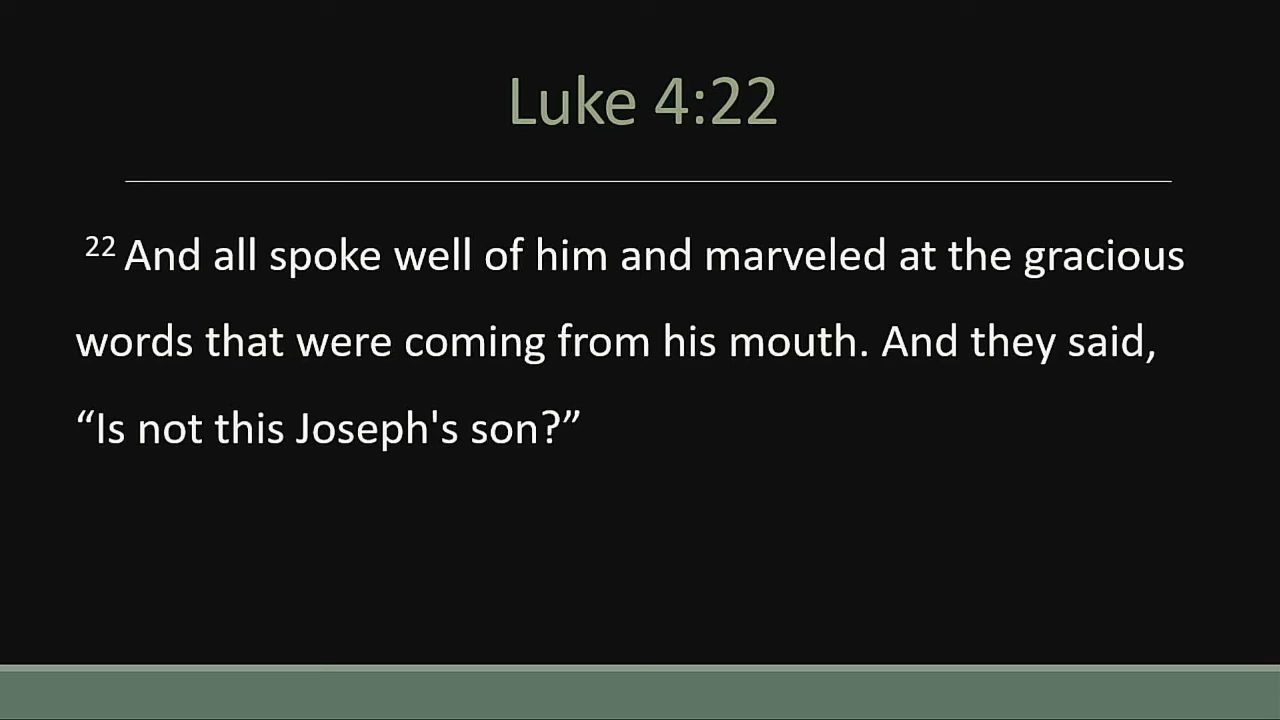 Luke 4:22
22 And all spoke well of him and marveled at the gracious
words that were coming from his mouth. And they said,
“Is not this Joseph's son?”